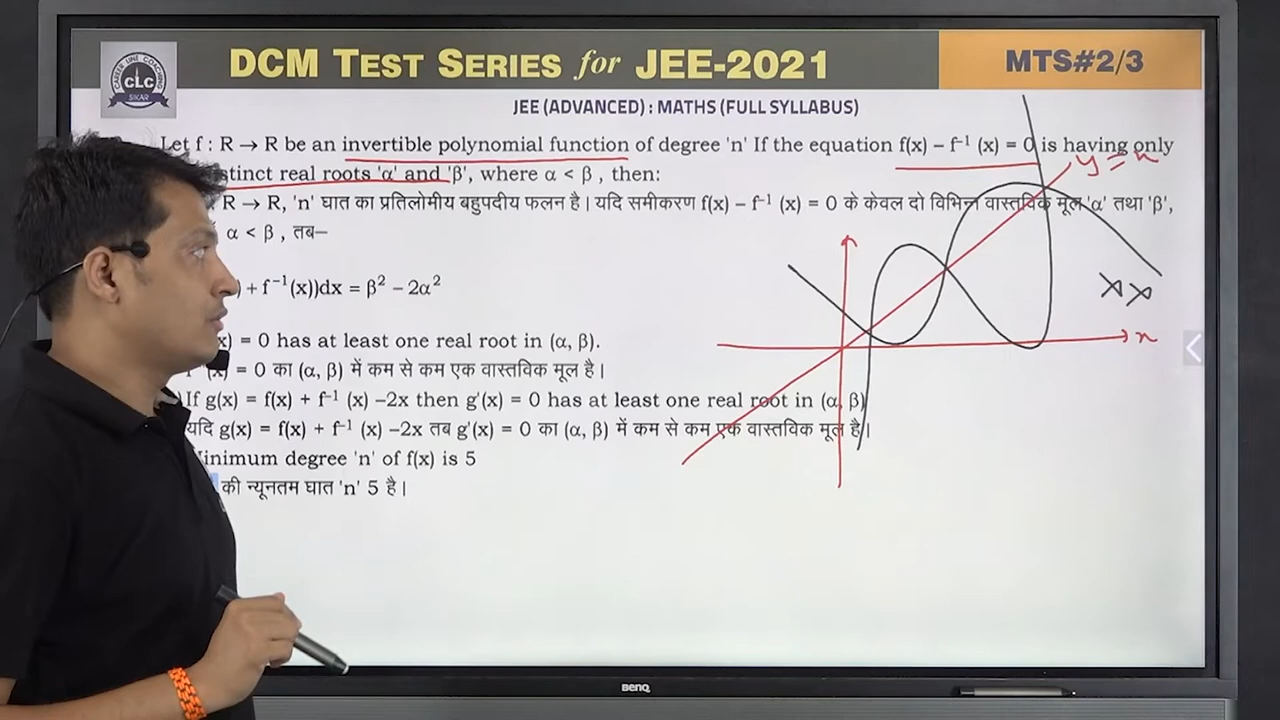 DCM TEST SERIES for JEE-2021
MTS#2/3
CLC
SIKAR
JEE (ADVANCED) : MATHS (FULL SYLLABUS)
Let f : R → R be an invertible polynomial function of degree 'n' If the equation f(x) – f⁻¹ (x) = 0 is having only
stinct real roots 'α' and 'β', where α < β , then:
R → R, 'n' घात का प्रतिलोमीय बहुपदीय फलन है। यदि समीकरण f(x) – f⁻¹ (x) = 0 के केवल दो विभिन्न वास्तविक मूल 'α' तथा 'β',
α < β , तब–
) + f⁻¹(x))dx = β² – 2α²
x) = 0 has at least one real root in (α, β).
(x) = 0 का (α, β) में कम से कम एक वास्तविक मूल है।
)If g(x) = f(x) + f⁻¹ (x) –2x then g'(x) = 0 has at least one real root in (α, β)
यदि g(x) = f(x) + f⁻¹ (x) –2x तब g'(x) = 0 का (α, β) में कम से कम एक वास्तविक मूल है।
Minimum degree 'n' of f(x) is 5
की न्यूनतम घात 'n' 5 है।
y = x
x
BENQ